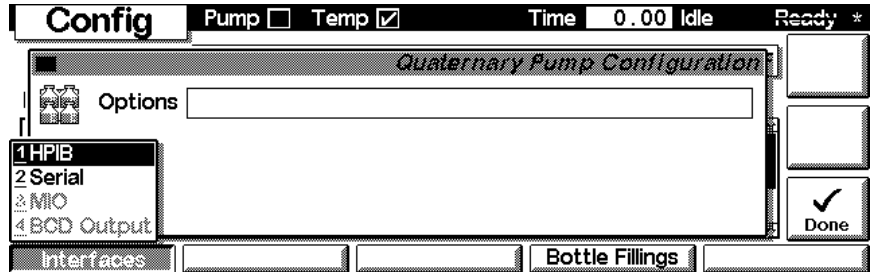 Config Pump Temp Time 0.00 Idle Ready *
Quaternary Pump Configuration
Options
1 HPIB
2 Serial
3 MIO
4 BCD Output
Done
Interfaces Bottle Fillings